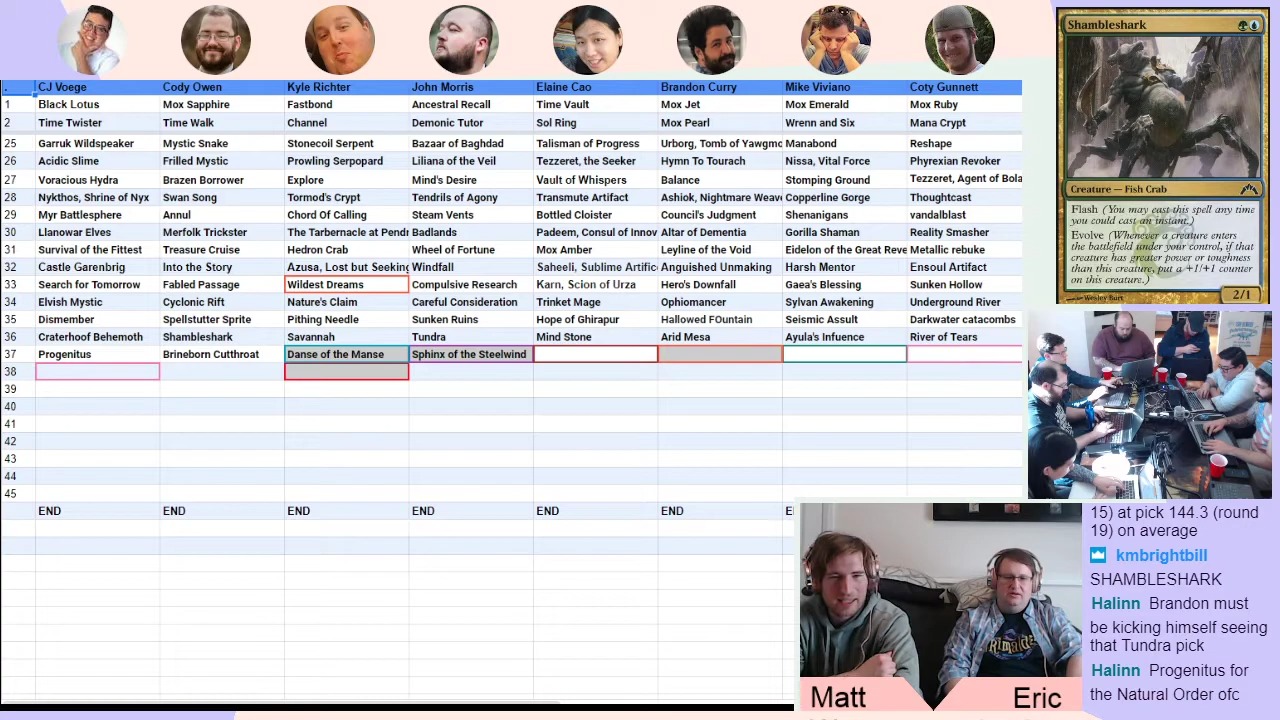 . CJ Voege Cody Owen Kyle Richter John Morris Elaine Cao Brandon Curry Mike Viviano Coty Gunnett
1 Black Lotus Mox Sapphire Fastbond Ancestral Recall Time Vault Mox Jet Mox Emerald Mox Ruby
2 Time Twister Time Walk Channel Demonic Tutor Sol Ring Mox Pearl Wrenn and Six Mana Crypt
25 Garruk Wildspeaker Mystic Snake Stonecoil Serpent Bazaar of Baghdad Talisman of Progress Urborg, Tomb of Yawgmo Manabond Reshape
26 Acidic Slime Frilled Mystic Prowling Serpopard Liliana of the Veil Tezzeret, the Seeker Hymn To Tourach Nissa, Vital Force Phyrexian Revoker
27 Voracious Hydra Brazen Borrower Explore Mind's Desire Vault of Whispers Balance Stomping Ground Tezzeret, Agent of Bola
28 Nykthos, Shrine of Nyx Swan Song Tormod's Crypt Tendrils of Agony Transmute Artifact Ashiok, Nightmare Weav Copperline Gorge Thoughtcast
29 Myr Battlesphere Annul Chord Of Calling Steam Vents Bottled Cloister Council's Judgment Shenanigans vandalblast
30 Llanowar Elves Merfolk Trickster The Tarbernacle at Pendr Badlands Padeem, Consul of Innov Altar of Dementia Gorilla Shaman Reality Smasher
31 Survival of the Fittest Treasure Cruise Hedron Crab Wheel of Fortune Mox Amber Leyline of the Void Eidelon of the Great Reve Metallic rebuke
32 Castle Garenbrig Into the Story Azusa, Lost but Seeking Windfall Saheeli, Sublime Artific Anguished Unmaking Harsh Mentor Ensoul Artifact
33 Search for Tomorrow Fabled Passage Wildest Dreams Compulsive Research Karn, Scion of Urza Hero's Downfall Gaea's Blessing Sunken Hollow
34 Elvish Mystic Cyclonic Rift Nature's Claim Careful Consideration Trinket Mage Ophiomancer Sylvan Awakening Underground River
35 Dismember Spellstutter Sprite Pithing Needle Sunken Ruins Hope of Ghirapur Hallowed FOuntain Seismic Assult Darkwater catacombs
36 Craterhoof Behemoth Shambleshark Savannah Tundra Mind Stone Arid Mesa Ayula's Infuence River of Tears
37 Progenitus Brineborn Cutthroat Danse of the Manse Sphinx of the Steelwind
38
39
40
41
42
43
44
45
END END END END END END
Shambleshark
Creature — Fish Crab
Flash (You may cast this spell any time
you could cast an instant.)
Evolve (Whenever a creature enters
the battlefield under your control, if that
creature has greater power or toughness
than this creature, put a +1/+1 counter
on this creature.)
Wesley Burt
2/1
15) at pick 144.3 (round
19) on average
kmbrightbill
SHAMBLESHARK
Halinn Brandon must
be kicking himself seeing
that Tundra pick
Halinn Progenitus for
the Natural Order ofc
Matt Eric